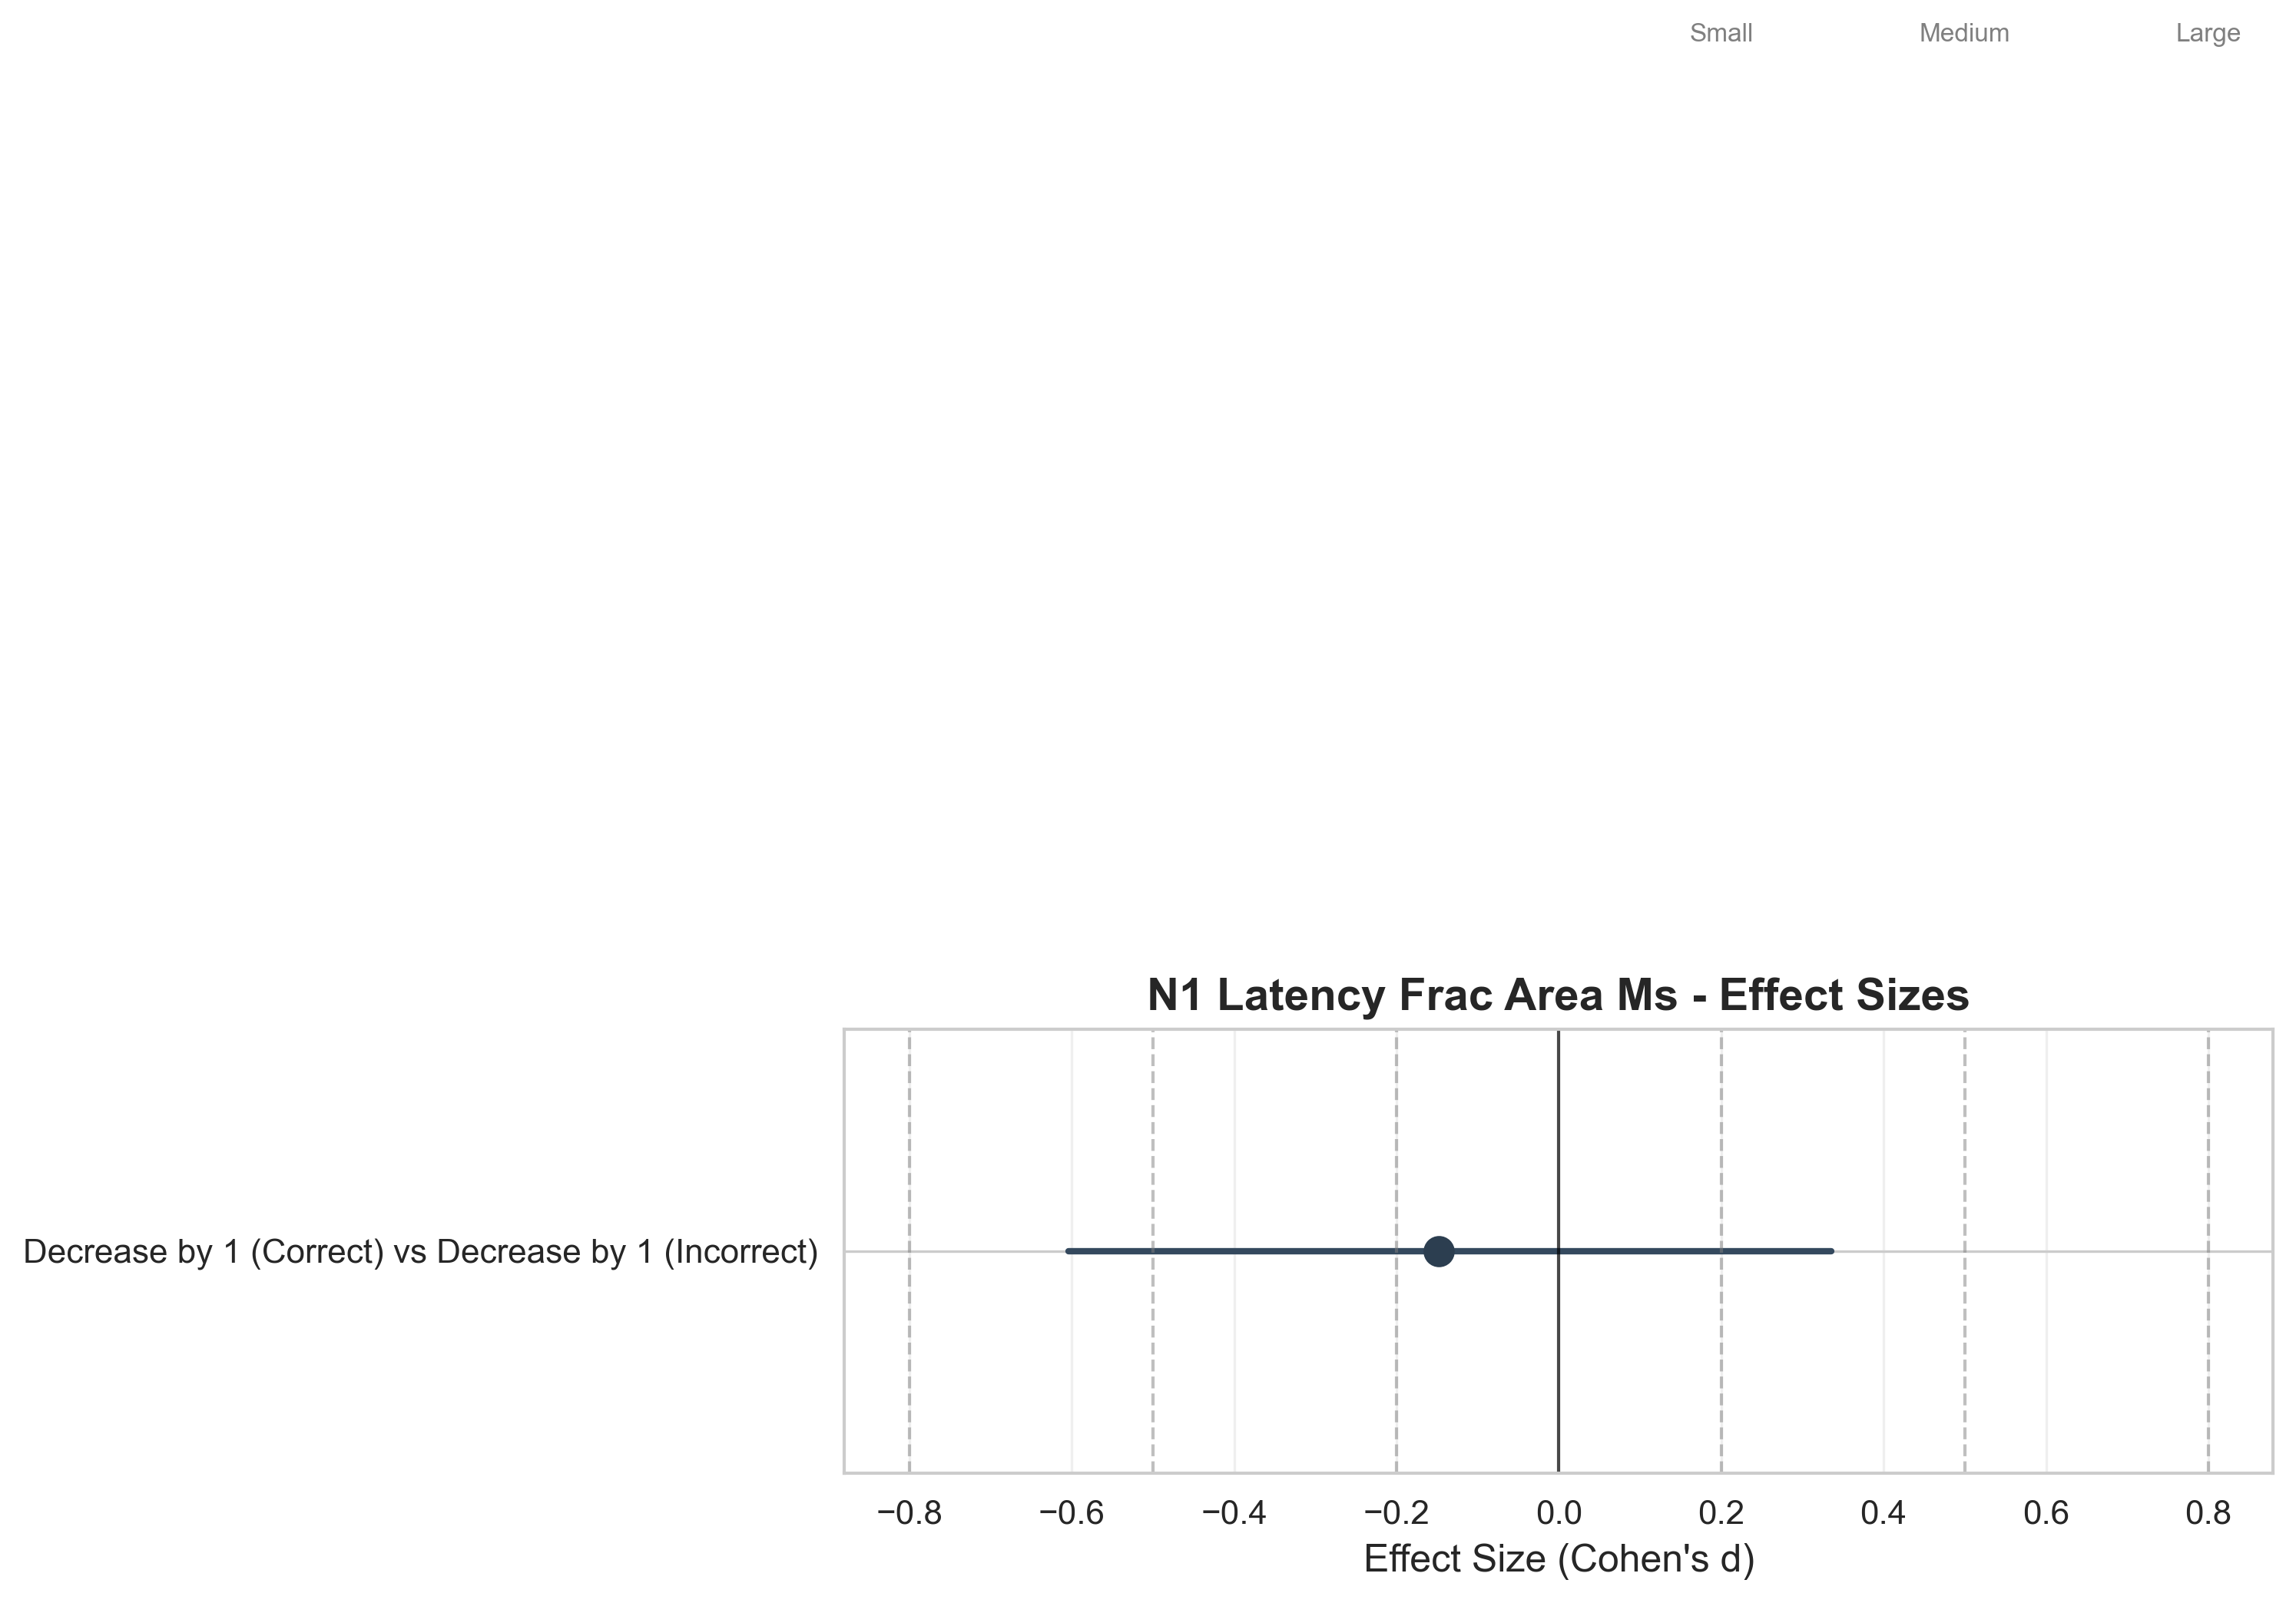 Small Medium Large
N1 Latency Frac Area Ms - Effect Sizes
Decrease by 1 (Correct) vs Decrease by 1 (Incorrect)
−0.8 −0.6 −0.4 −0.2 0.0 0.2 0.4 0.6 0.8
Effect Size (Cohen's d)